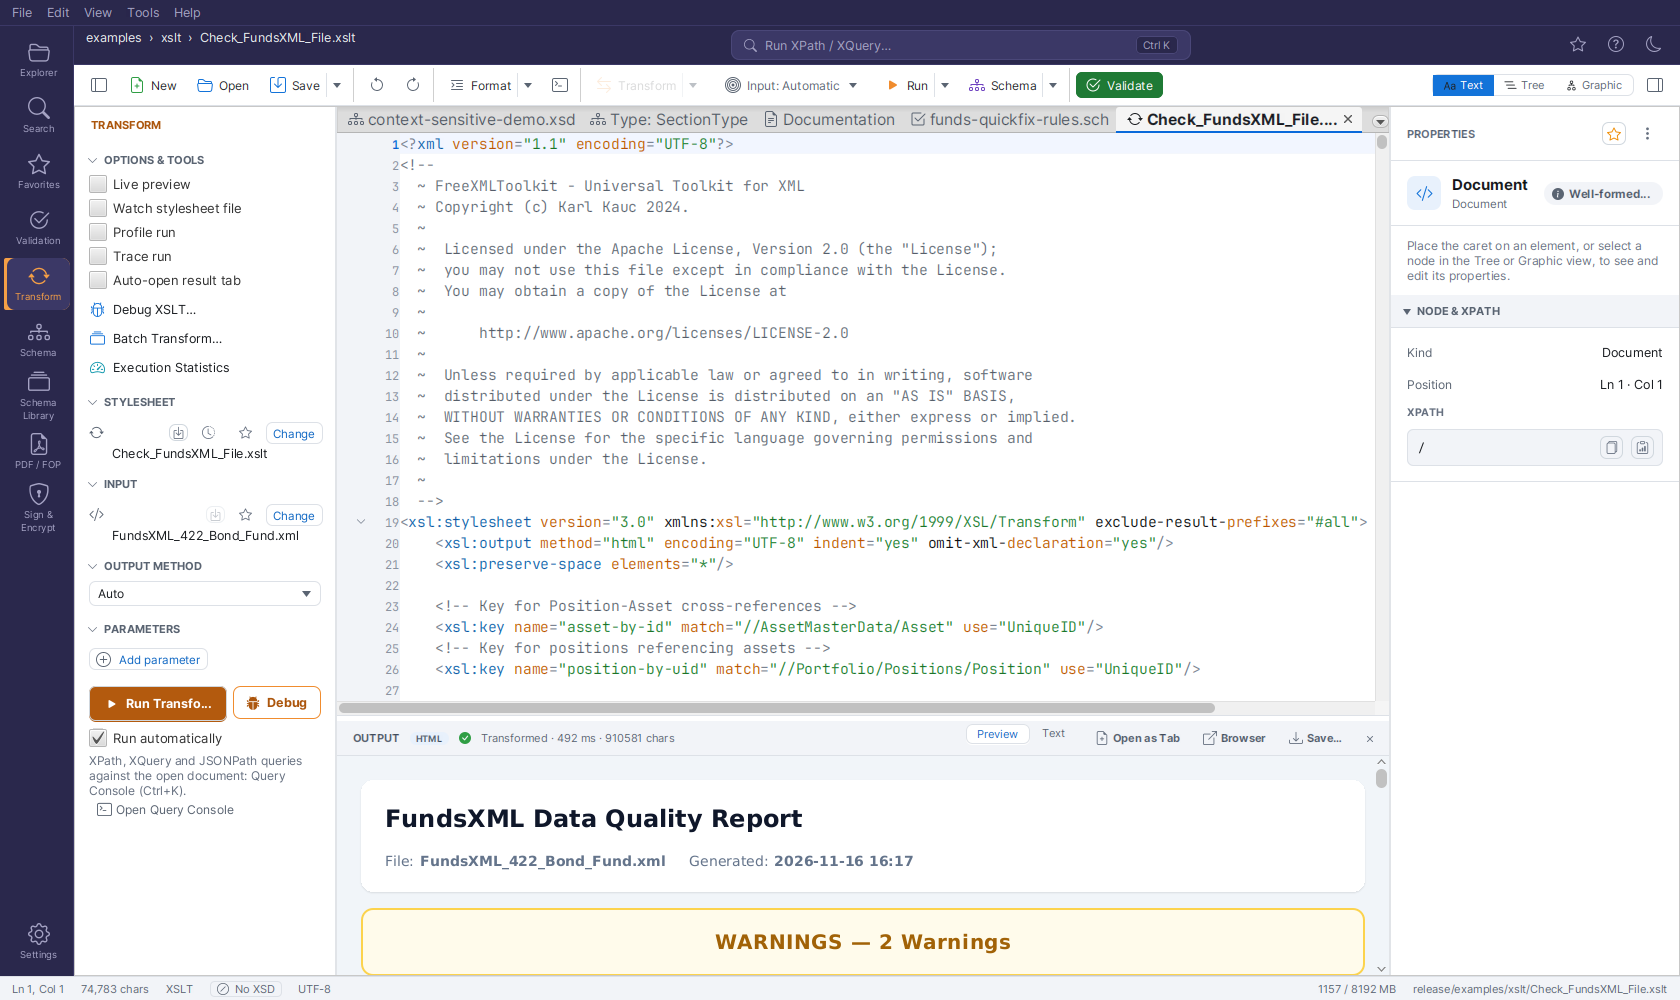 File Edit View Tools Help
examples › xslt › Check_FundsXML_File.xslt
Run XPath / XQuery... Ctrl K
New Open Save Format Transform Input: Automatic Run Schema Validate
Aa Text Tree Graphic
Explorer
Search
Favorites
Validation
Transform
Schema
Schema
Library
PDF / FOP
Sign &
Encrypt
Settings
TRANSFORM
OPTIONS & TOOLS
Live preview
Watch stylesheet file
Profile run
Trace run
Auto-open result tab
Debug XSLT...
Batch Transform...
Execution Statistics
STYLESHEET
Change
Check_FundsXML_File.xslt
INPUT
Change
FundsXML_422_Bond_Fund.xml
OUTPUT METHOD
Auto
PARAMETERS
Add parameter
Run Transfo... Debug
Run automatically
XPath, XQuery and JSONPath queries
against the open document: Query
Console (Ctrl+K).
Open Query Console
context-sensitive-demo.xsd Type: SectionType Documentation funds-quickfix-rules.sch Check_FundsXML_File....
1 <?xml version="1.1" encoding="UTF-8"?>
2 <!--
3 ~ FreeXMLToolkit - Universal Toolkit for XML
4 ~ Copyright (c) Karl Kauc 2024.
5 ~
6 ~ Licensed under the Apache License, Version 2.0 (the "License");
7 ~ you may not use this file except in compliance with the License.
8 ~ You may obtain a copy of the License at
9 ~
10 ~ http://www.apache.org/licenses/LICENSE-2.0
11 ~
12 ~ Unless required by applicable law or agreed to in writing, software
13 ~ distributed under the License is distributed on an "AS IS" BASIS,
14 ~ WITHOUT WARRANTIES OR CONDITIONS OF ANY KIND, either express or implied.
15 ~ See the License for the specific language governing permissions and
16 ~ limitations under the License.
17 ~
18 -->
19 <xsl:stylesheet version="3.0" xmlns:xsl="http://www.w3.org/1999/XSL/Transform" exclude-result-prefixes="#all">
20 <xsl:output method="html" encoding="UTF-8" indent="yes" omit-xml-declaration="yes"/>
21 <xsl:preserve-space elements="*"/>
22
23 <!-- Key for Position-Asset cross-references -->
24 <xsl:key name="asset-by-id" match="//AssetMasterData/Asset" use="UniqueID"/>
25 <!-- Key for positions referencing assets -->
26 <xsl:key name="position-by-uid" match="//Portfolio/Positions/Position" use="UniqueID"/>
27
OUTPUT HTML Transformed · 492 ms · 910581 chars Preview Text Open as Tab Browser Save...
FundsXML Data Quality Report
File: FundsXML_422_Bond_Fund.xml Generated: 2026-11-16 16:17
WARNINGS — 2 Warnings
PROPERTIES
Document
Document
Well-formed...
Place the caret on an element, or select a
node in the Tree or Graphic view, to see and
edit its properties.
NODE & XPATH
Kind Document
Position Ln 1 · Col 1
XPATH
/
Ln 1, Col 1 74,783 chars XSLT No XSD UTF-8 1157 / 8192 MB release/examples/xslt/Check_FundsXML_File.xslt